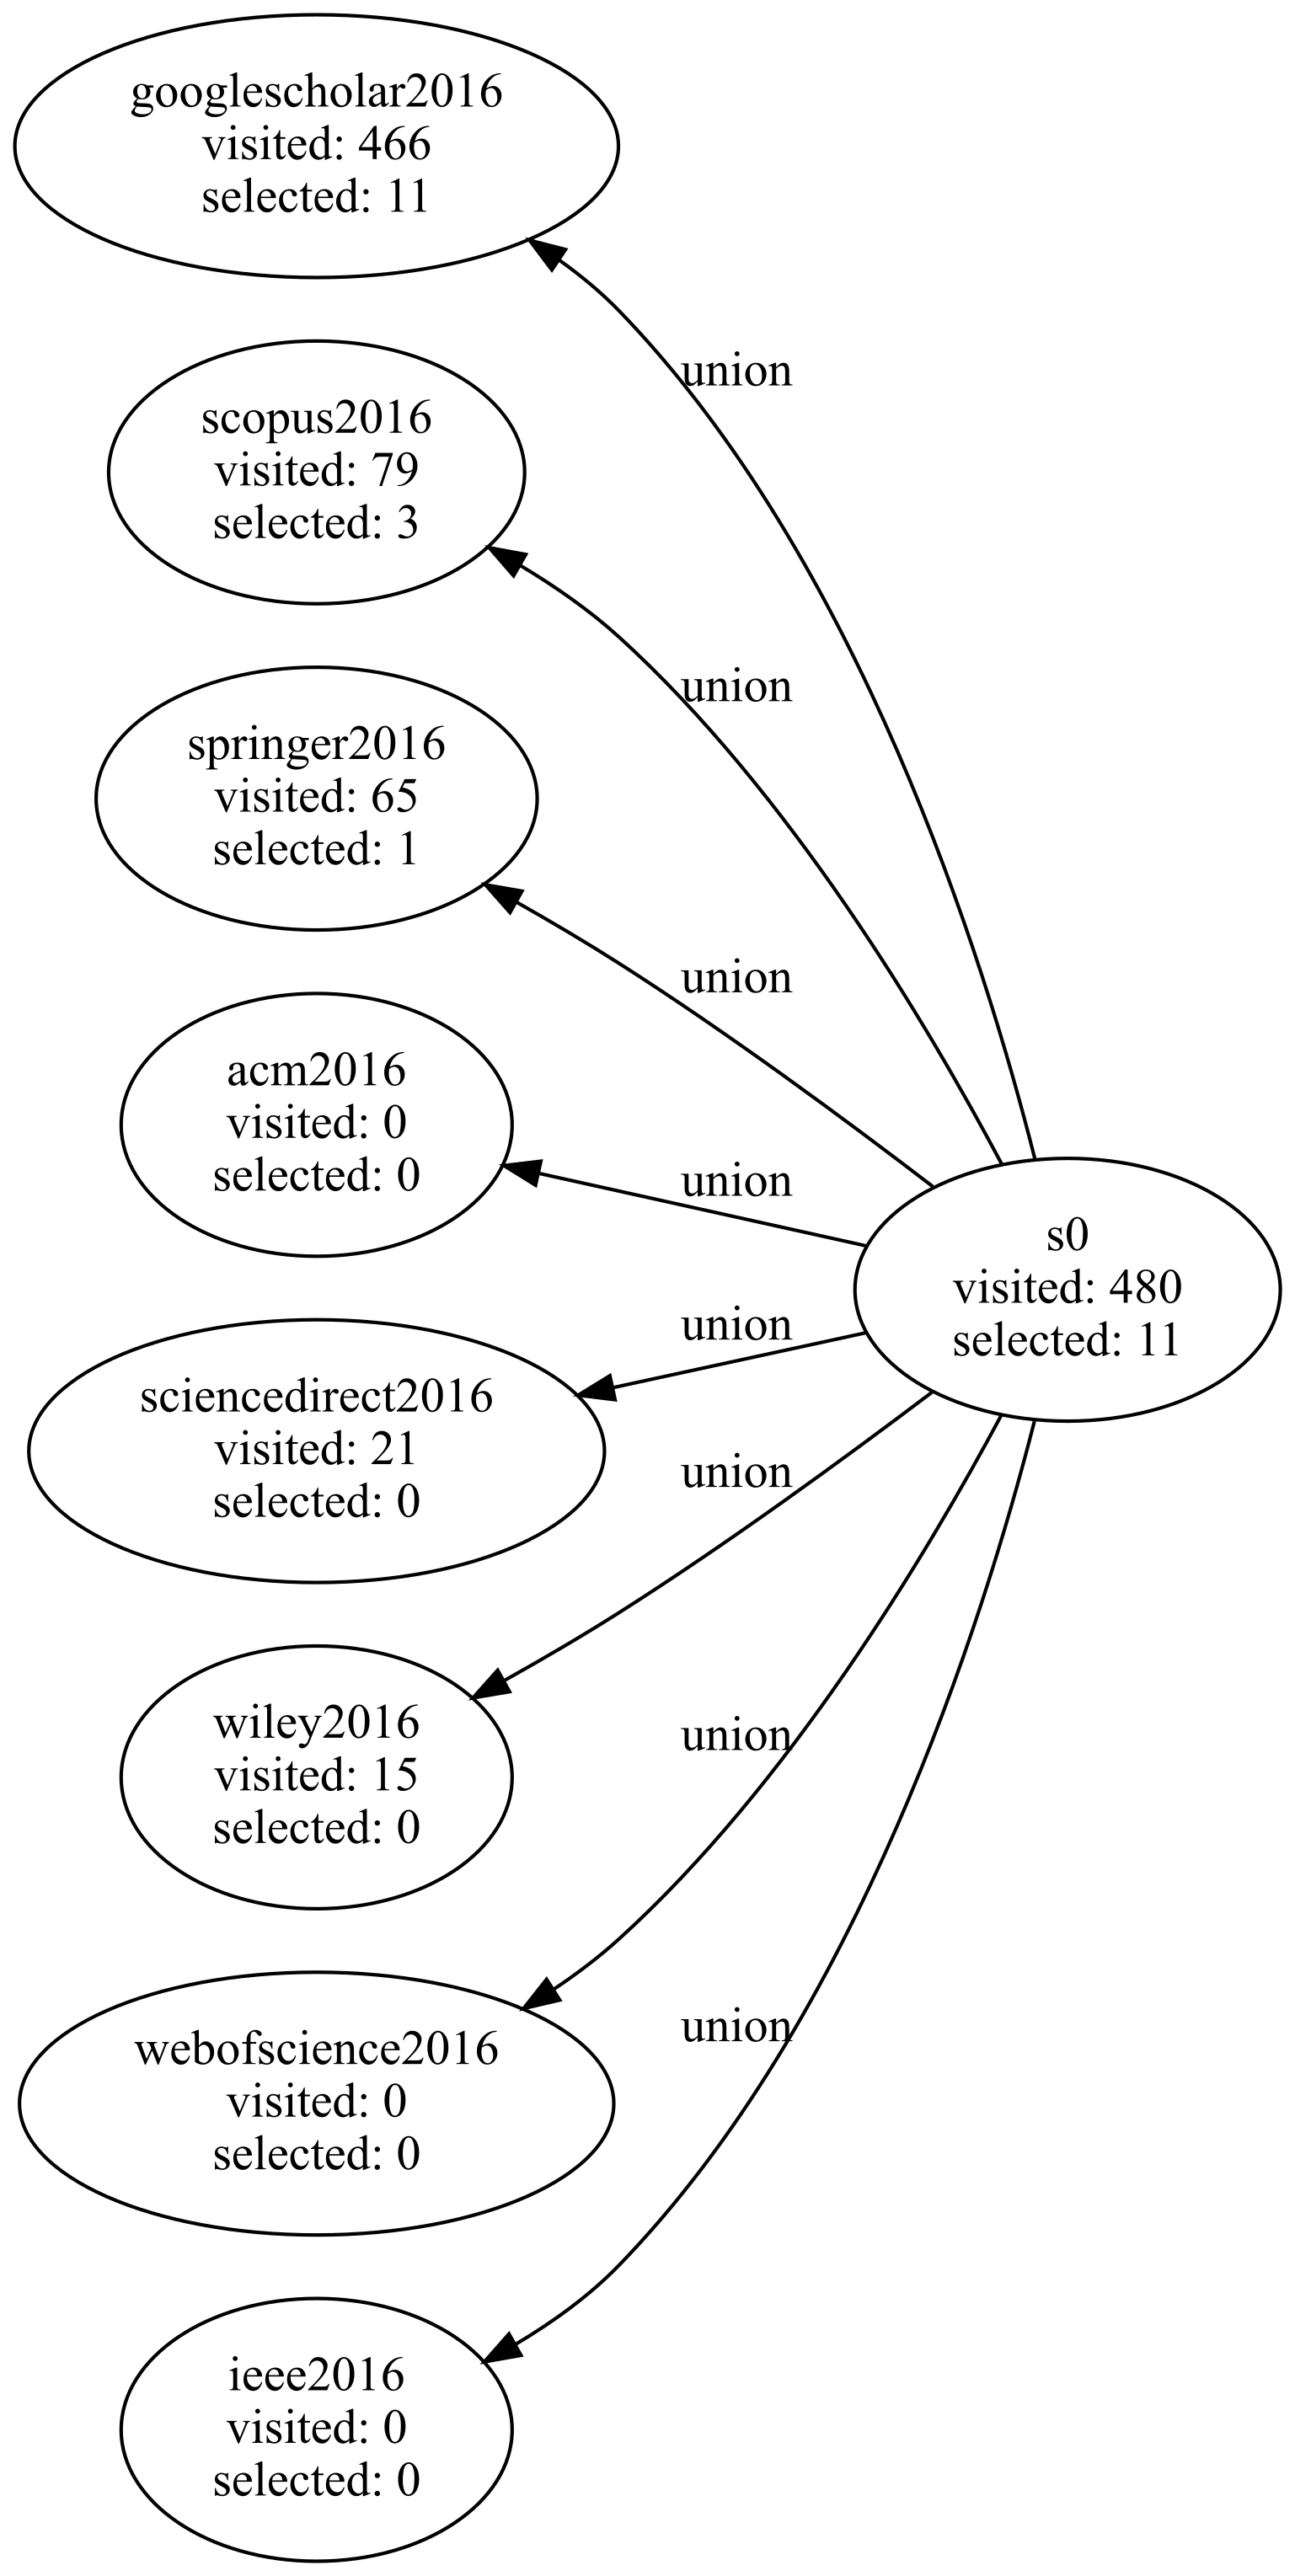 googlescholar2016
visited: 466
selected: 11
union
scopus2016
visited: 79
selected: 3
union
springer2016
visited: 65
selected: 1
union
acm2016
visited: 0
selected: 0
union
s0
visited: 480
selected: 11
union
sciencedirect2016
visited: 21
selected: 0
union
wiley2016
visited: 15
selected: 0
union
webofscience2016
visited: 0
selected: 0
union
ieee2016
visited: 0
selected: 0